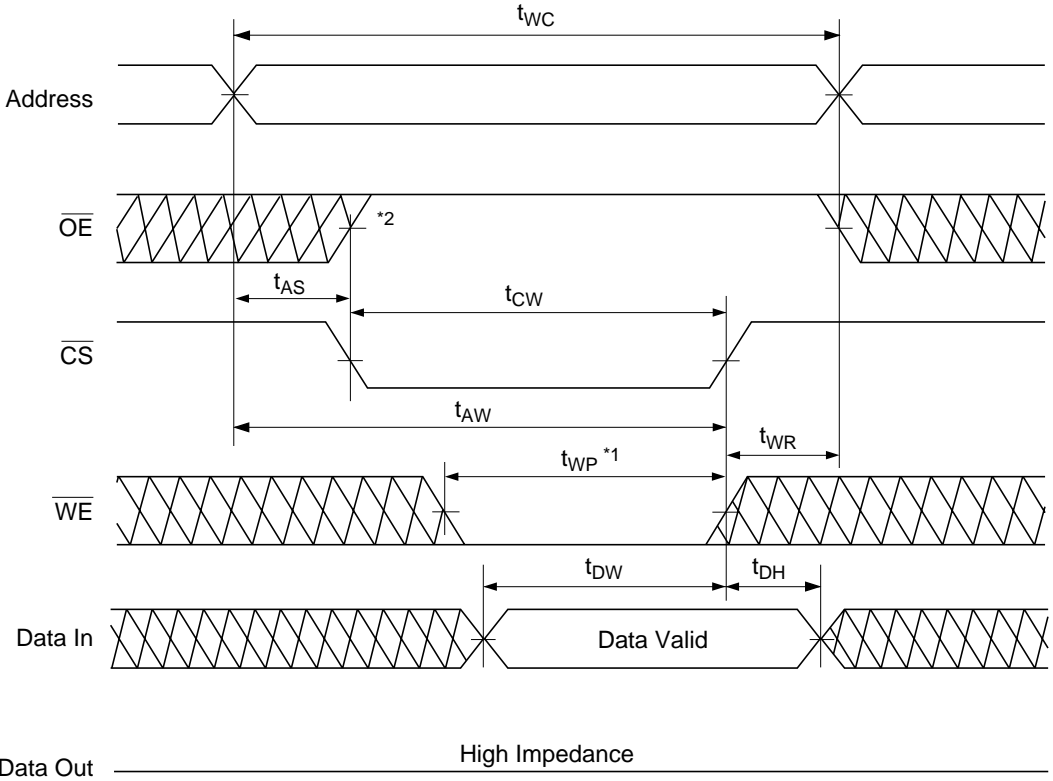 tWC
Address
OE
*2
tAS
tCW
CS
tAW
tWR
tWP *1
WE
tDW
tDH
Data In
Data Valid
High Impedance
Data Out